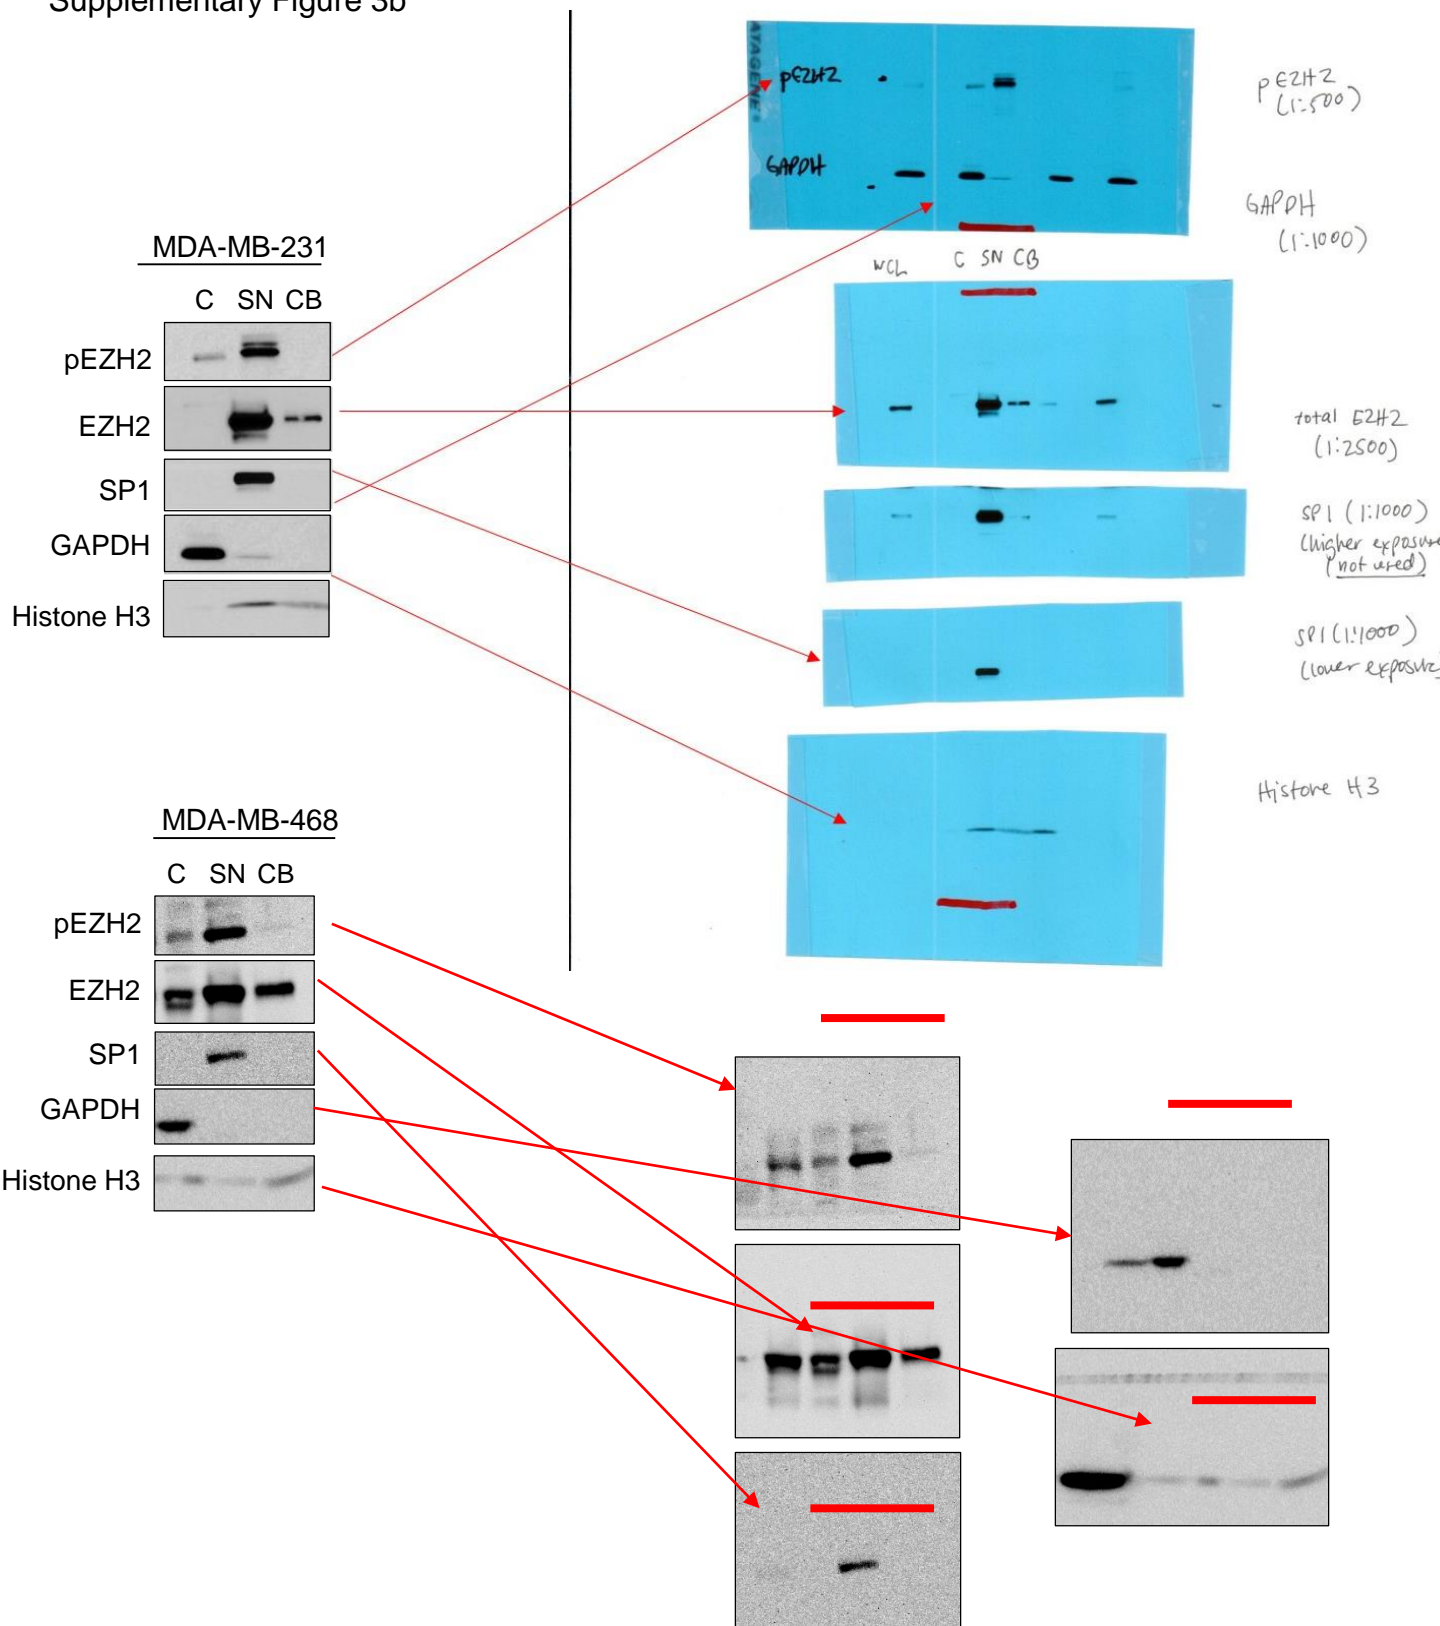 Supplementary Figure 3b
MDA-MB-231
C SN CB
pEZH2
EZH2
SP1
GAPDH
Histone H3
MDA-MB-468
C SN CB
pEZH2
EZH2
SP1
GAPDH
Histone H3
ATAGENE
pEZH2
GAPDH
pEZH2
(1:500)
GAPDH
(1:1000)
WCL C SN CB
total EZH2
(1:2500)
SP1 (1:1000)
(higher exposure
(not used)
SP1 (1:1000)
(lower exposure)
Histone H3